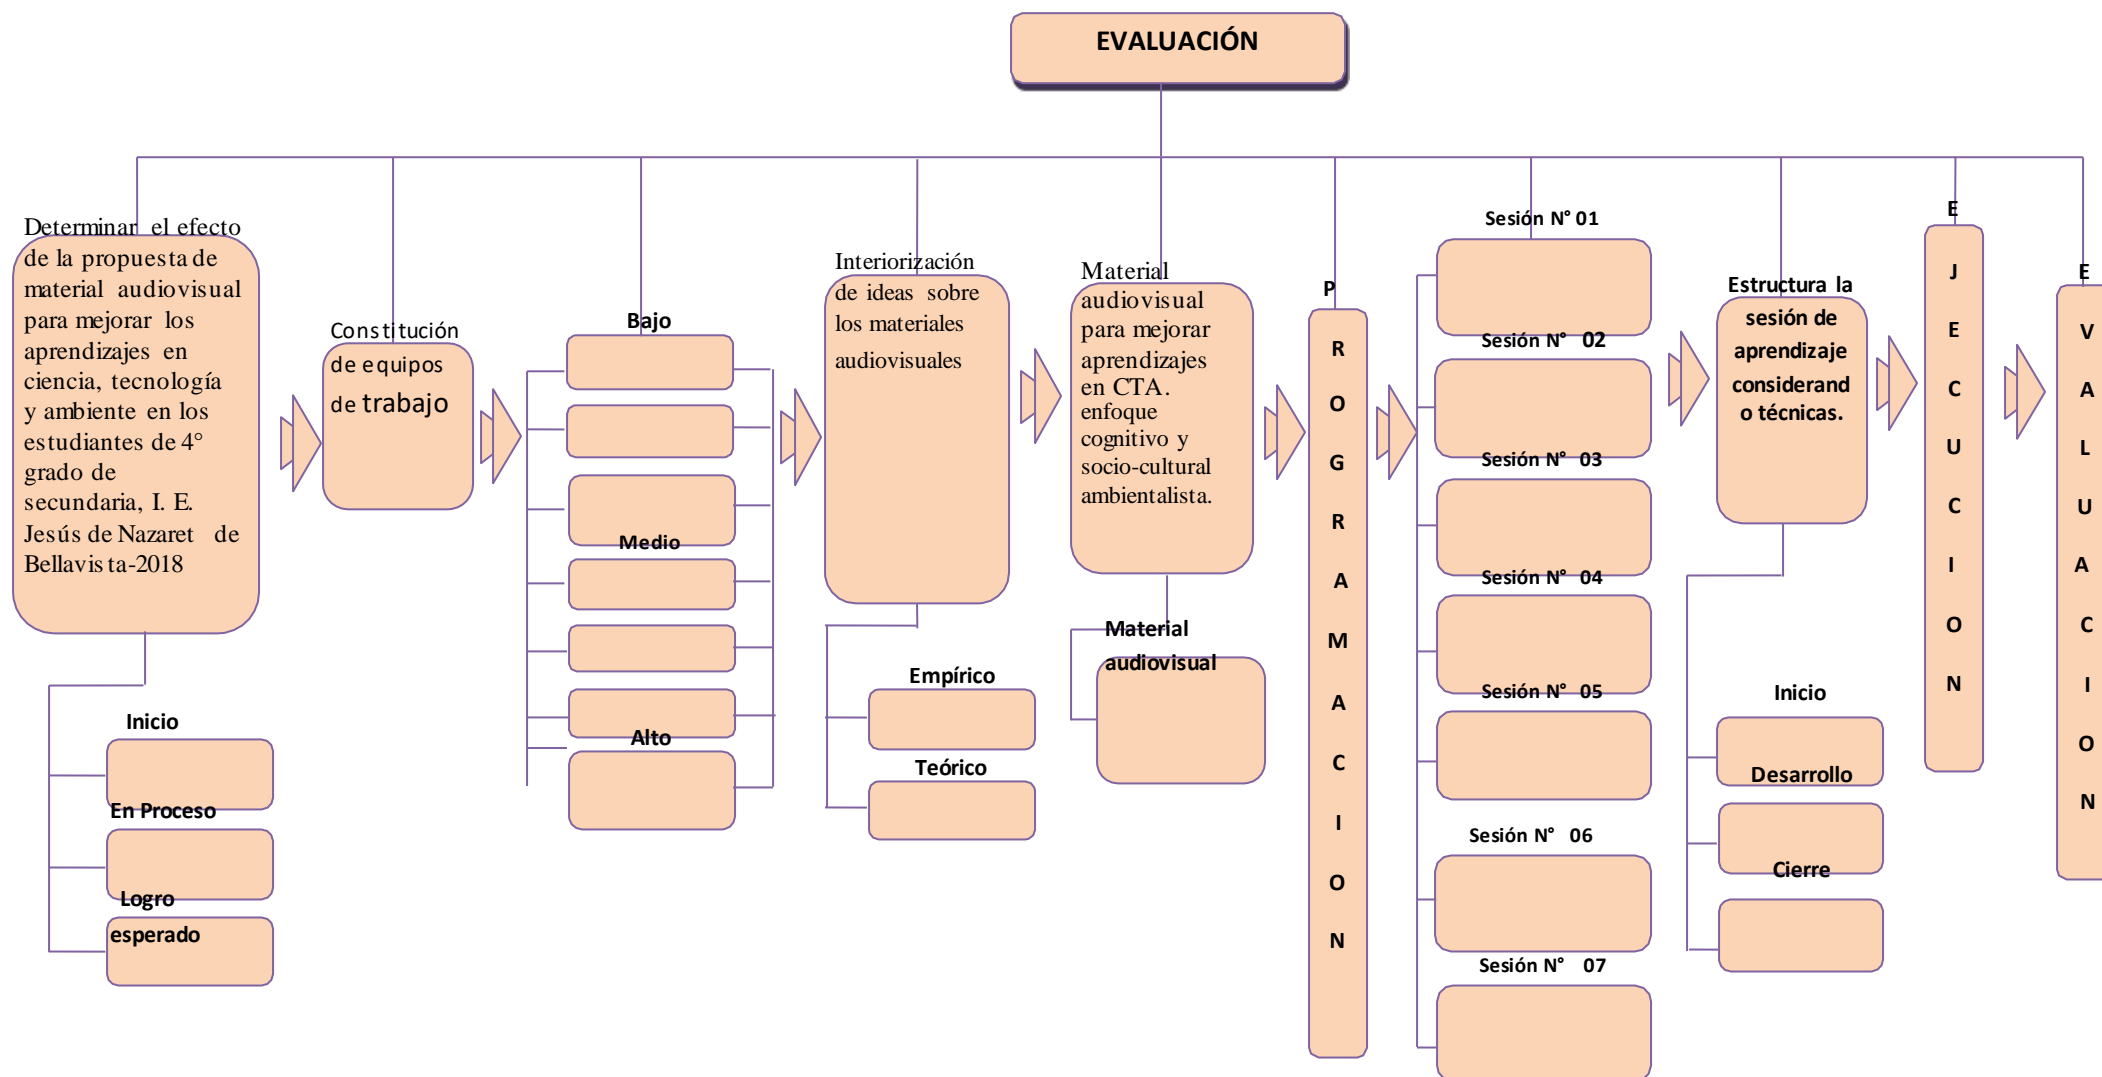 EVALUACIÓN
Determinar el efecto
de la propuesta de
material audiovisual
para mejorar los
aprendizajes en
ciencia, tecnología
y ambiente en los
estudiantes de 4°
grado de
secundaria, I. E.
Jesús de Nazaret de
Bellavista-2018
Inicio
En Proceso
Logro
esperado
Constitución
de equipos
de trabajo
Bajo
Medio
Alto
Interiorización
de ideas sobre
los materiales
audiovisuales
Empírico
Teórico
Material
audiovisual
para mejorar
aprendizajes
en CTA.
enfoque
cognitivo y
socio-cultural
ambientalista.
Material
audiovisual
P
R
O
G
R
A
M
A
C
I
O
N
Sesión N° 01
Sesión N° 02
Sesión N° 03
Sesión N° 04
Sesión N° 05
Sesión N° 06
Sesión N° 07
Estructura la
sesión de
aprendizaje
considerand
o técnicas.
Inicio
Desarrollo
Cierre
E
J
E
C
U
C
I
O
N
E
V
A
L
U
A
C
I
O
N